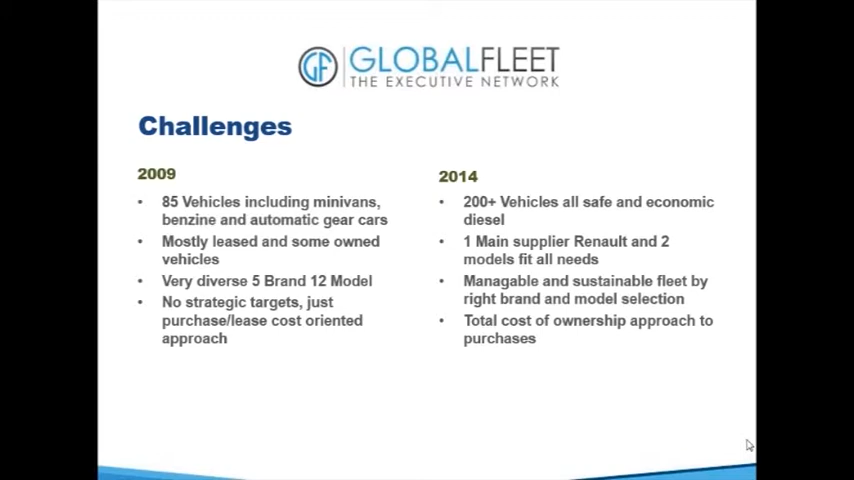 GF GLOBALFLEET
THE EXECUTIVE NETWORK
Challenges
2009
• 85 Vehicles including minivans,
benzine and automatic gear cars
• Mostly leased and some owned
vehicles
• Very diverse 5 Brand 12 Model
• No strategic targets, just
purchase/lease cost oriented
approach
2014
• 200+ Vehicles all safe and economic
diesel
• 1 Main supplier Renault and 2
models fit all needs
• Managable and sustainable fleet by
right brand and model selection
• Total cost of ownership approach to
purchases